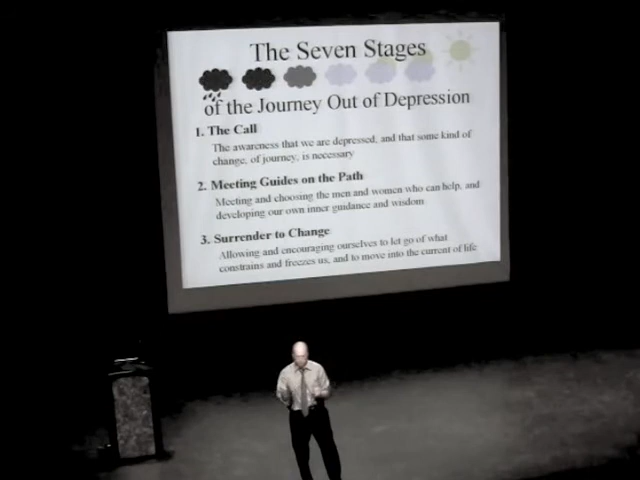 The Seven Stages
of the Journey Out of Depression
1. The Call
The awareness that we are depressed, and that some kind of
change, of journey, is necessary
2. Meeting Guides on the Path
Meeting and choosing the men and women who can help, and
developing our own inner guidance and wisdom
3. Surrender to Change
Allowing and encouraging ourselves to let go of what
constrains and freezes us, and to move into the current of life